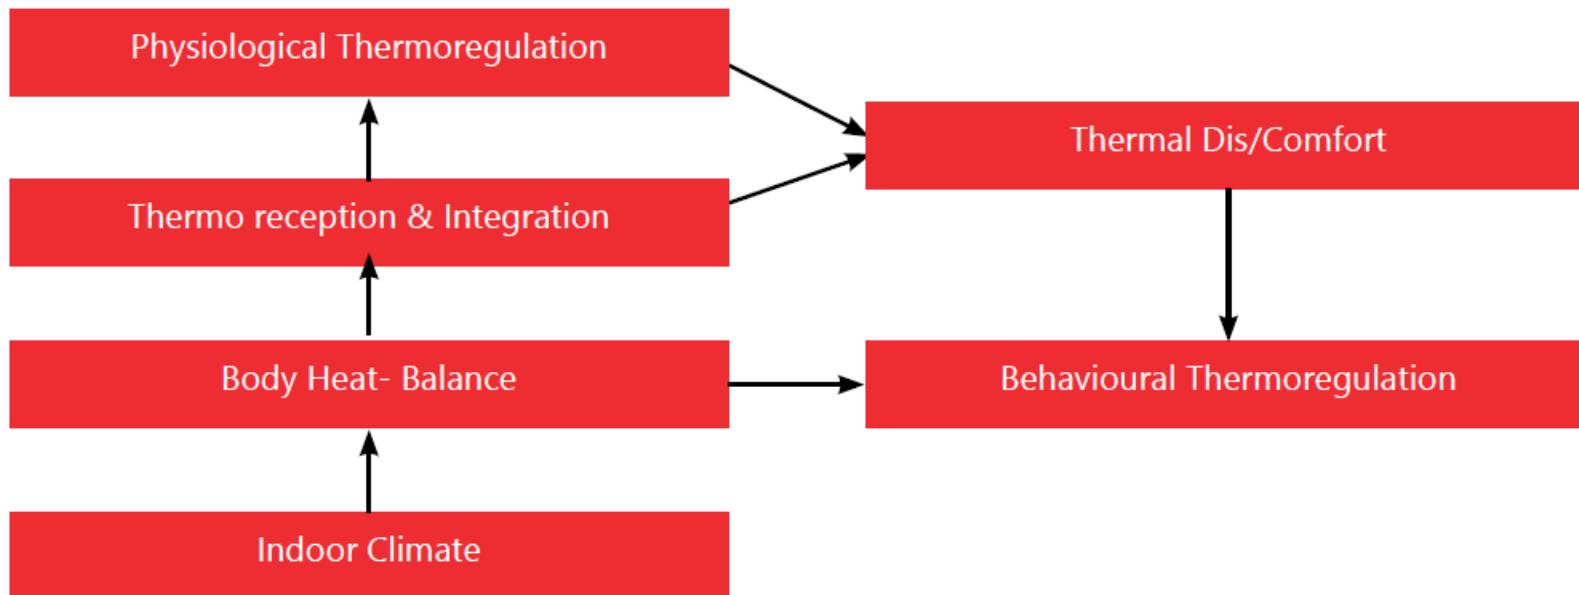 Physiological Thermoregulation
Thermal Dis/Comfort
Thermo reception & Integration
Body Heat- Balance
Behavioural Thermoregulation
Indoor Climate